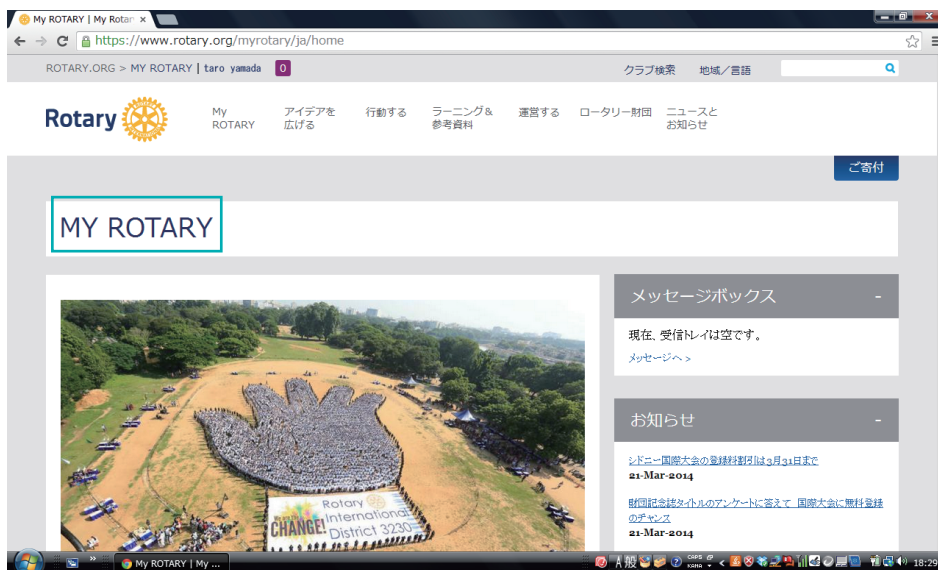 My ROTARY | My Rotar
https://www.rotary.org/myrotary/ja/home
ROTARY.ORG > MY ROTARY | taro yamada 0
クラブ検索 地域/言語
Rotary
My ROTARY
アイデアを広げる
行動する
ラーニング&参考資料
運営する
ロータリー財団
ニュースとお知らせ
ご寄付
MY ROTARY
メッセージボックス -
現在、受信トレイは空です。
メッセージへ >
お知らせ -
シドニー国際大会の登録料割引は3月31日まで
21-Mar-2014
財団記念誌タイトルのアンケートに答えて 国際大会に無料登録
のチャンス
21-Mar-2014
Rotary
CHANGE! International
District 3230
My ROTARY | My ...
A 般
CAPS
KANA
18:29